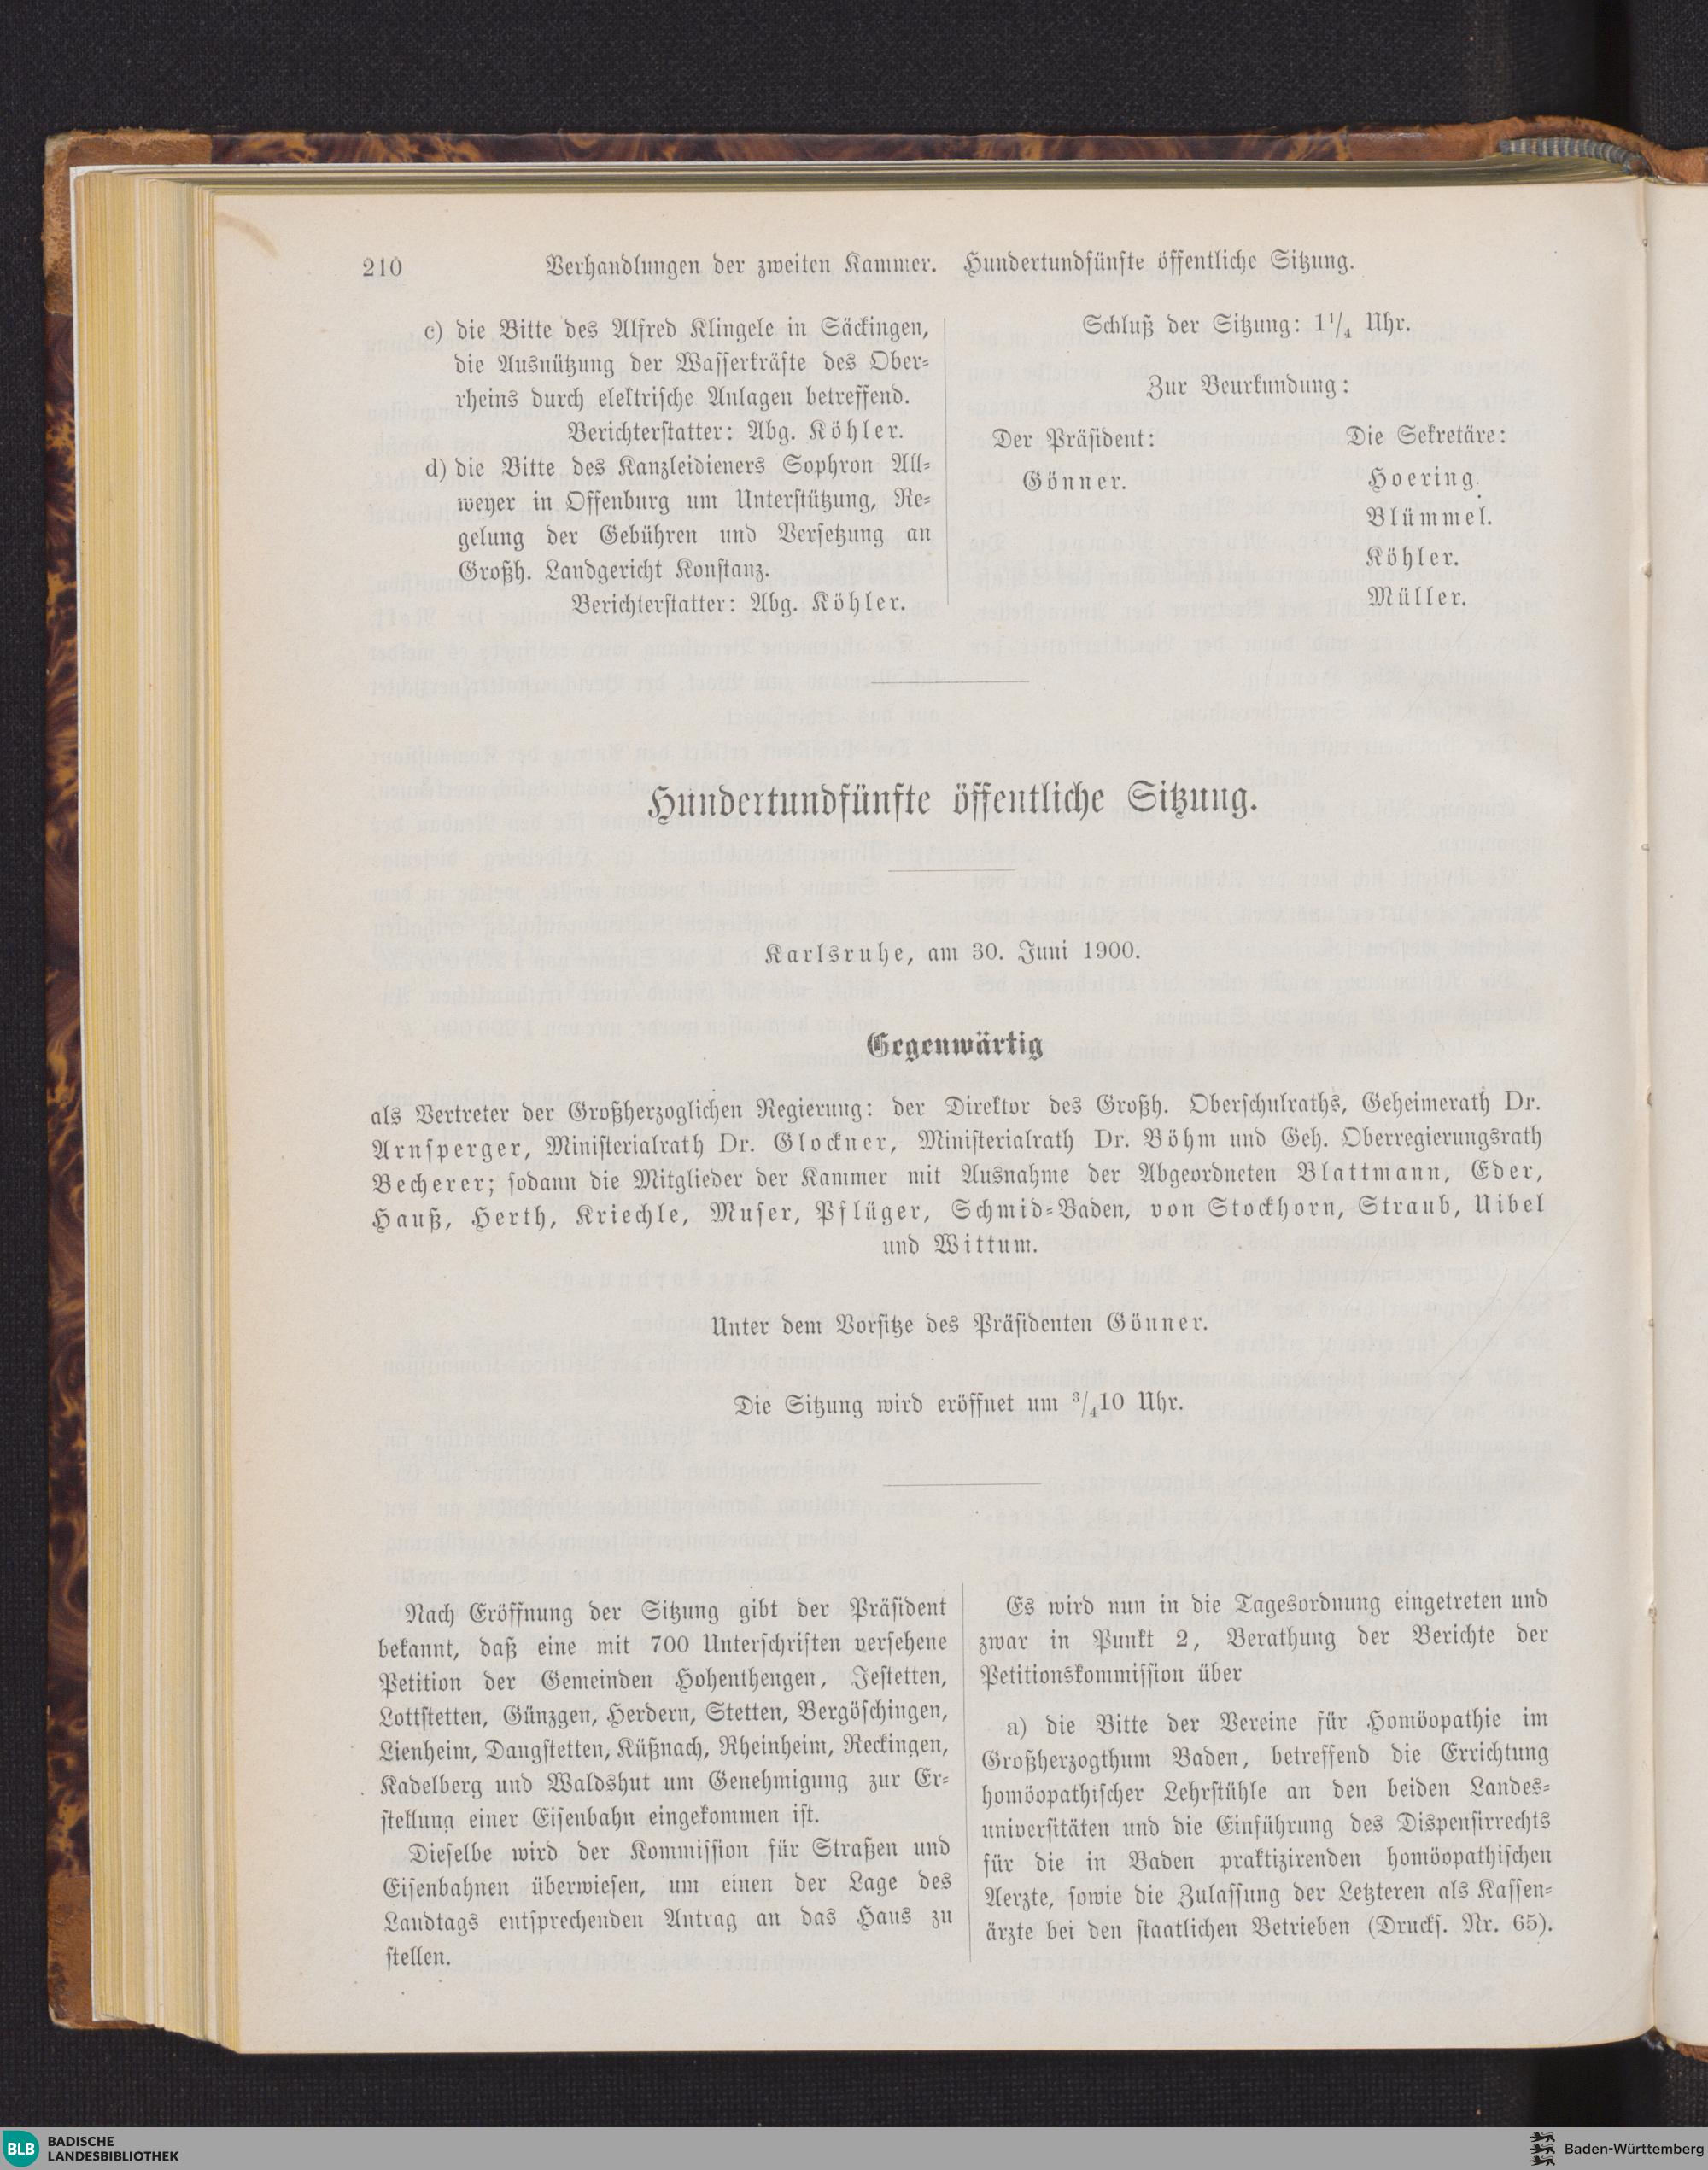 210 Verhandlungen der zweiten Kammer. Hundertundfünfte öffentliche Sitzung.
c) die Bitte des Alfred Klingele in Säckingen,
die Ausnützung der Wasserkräfte des Ober-
rheins durch elektrische Anlagen betreffend.
Berichterstatter: Abg. Köhler.
d) die Bitte des Kanzleidieners Sophron All-
weyer in Offenburg um Unterstützung, Re-
gelung der Gebühren und Versetzung an
Großh. Landgericht Konstanz.
Berichterstatter: Abg. Köhler.
Schluß der Sitzung: 1 1/4 Uhr.
Zur Beurkundung:
Der Präsident: Die Sekretäre:
Gönner. Hoering.
Blümmel.
Köhler.
Müller.
Hundertundfünfte öffentliche Sitzung.
Karlsruhe, am 30. Juni 1900.
Gegenwärtig
als Vertreter der Großherzoglichen Regierung: der Direktor des Großh. Oberschulraths, Geheimerath Dr.
Arnsperger, Ministerialrath Dr. Glockner, Ministerialrath Dr. Böhm und Geh. Oberregierungsrath
Becherer; sodann die Mitglieder der Kammer mit Ausnahme der Abgeordneten Blattmann, Eder,
Hauß, Herth, Kriechle, Muser, Pflüger, Schmid-Baden, von Stockhorn, Straub, Uibel
und Wittum.
Unter dem Vorsitze des Präsidenten Gönner.
Die Sitzung wird eröffnet um 3/4 10 Uhr.
Nach Eröffnung der Sitzung gibt der Präsident
bekannt, daß eine mit 700 Unterschriften versehene
Petition der Gemeinden Hohenthengen, Jestetten,
Lottstetten, Günzgen, Herdern, Stetten, Bergöschingen,
Lienheim, Dangstetten, Küßnach, Rheinheim, Reckingen,
Kadelberg und Waldshut um Genehmigung zur Er-
stellung einer Eisenbahn eingekommen ist.
Dieselbe wird der Kommission für Straßen und
Eisenbahnen überwiesen, um einen der Lage des
Landtags entsprechenden Antrag an das Haus zu
stellen.
Es wird nun in die Tagesordnung eingetreten und
zwar in Punkt 2, Berathung der Berichte der
Petitionskommission über
a) die Bitte der Vereine für Homöopathie im
Großherzogthum Baden, betreffend die Errichtung
homöopathischer Lehrstühle an den beiden Landes-
universitäten und die Einführung des Dispensirrechts
für die in Baden praktizirenden homöopathischen
Aerzte, sowie die Zulassung der Letzteren als Kassen-
ärzte bei den staatlichen Betrieben (Drucks. Nr. 65).
BLB BADISCHE
LANDESBIBLIOTHEK
Baden-Württemberg